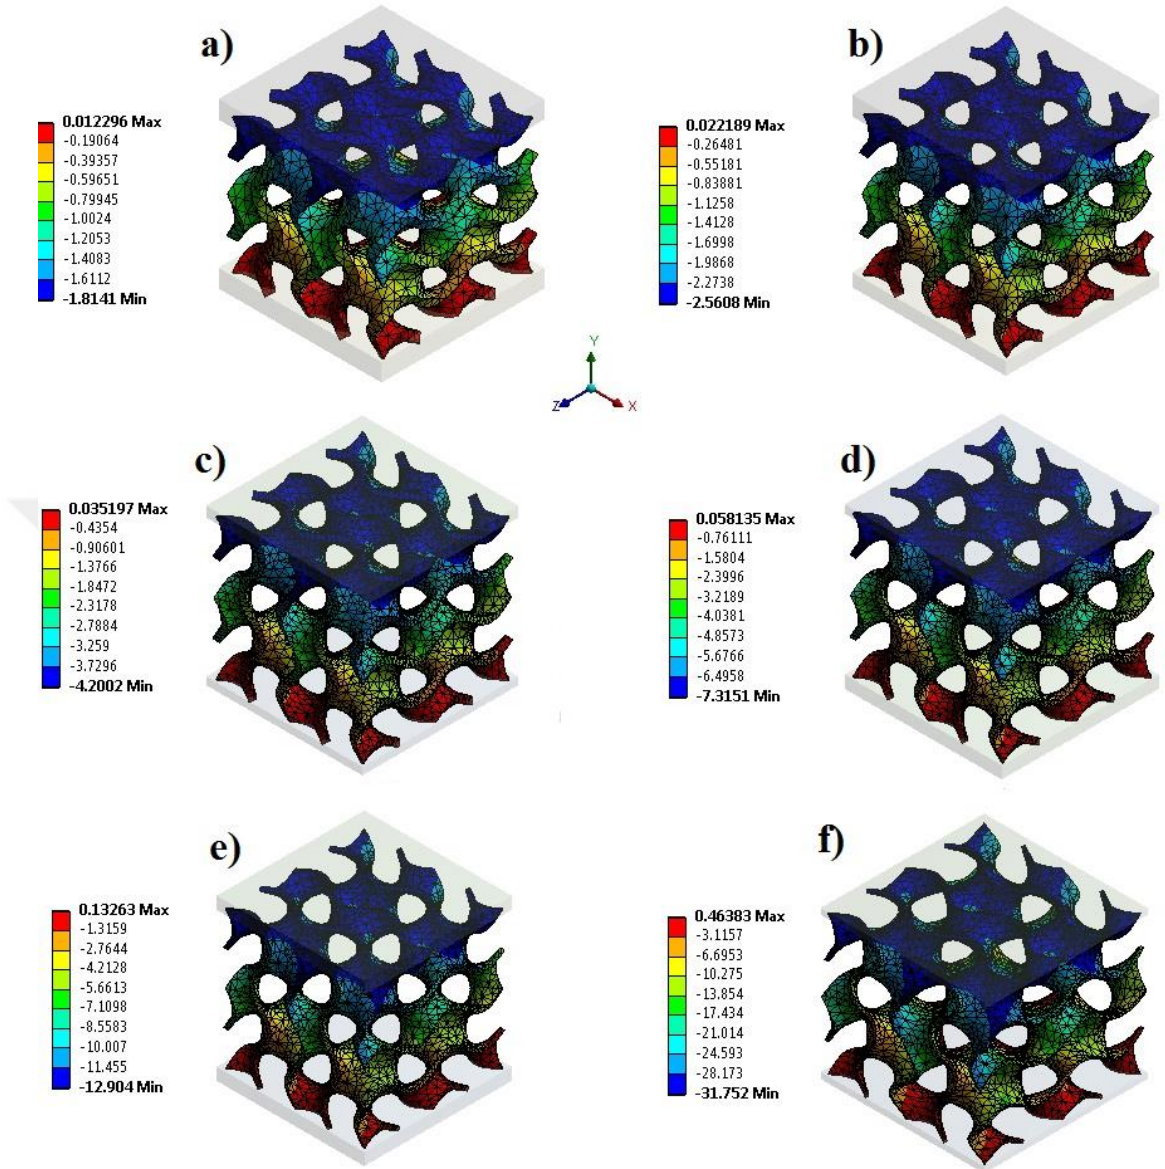 a)
0.012296 Max
-0.19064
-0.39357
-0.59651
-0.79945
-1.0024
-1.2053
-1.4083
-1.6112
-1.8141 Min
b)
0.022189 Max
-0.26481
-0.55181
-0.83881
-1.1258
-1.4128
-1.6998
-1.9868
-2.2738
-2.5608 Min
Y
Z
X
c)
0.035197 Max
-0.4354
-0.90601
-1.3766
-1.8472
-2.3178
-2.7884
-3.259
-3.7296
-4.2002 Min
d)
0.058135 Max
-0.76111
-1.5804
-2.3996
-3.2189
-4.0381
-4.8573
-5.6766
-6.4958
-7.3151 Min
e)
0.13263 Max
-1.3159
-2.7644
-4.2128
-5.6613
-7.1098
-8.5583
-10.007
-11.455
-12.904 Min
f)
0.46383 Max
-3.1157
-6.6953
-10.275
-13.854
-17.434
-21.014
-24.593
-28.173
-31.752 Min